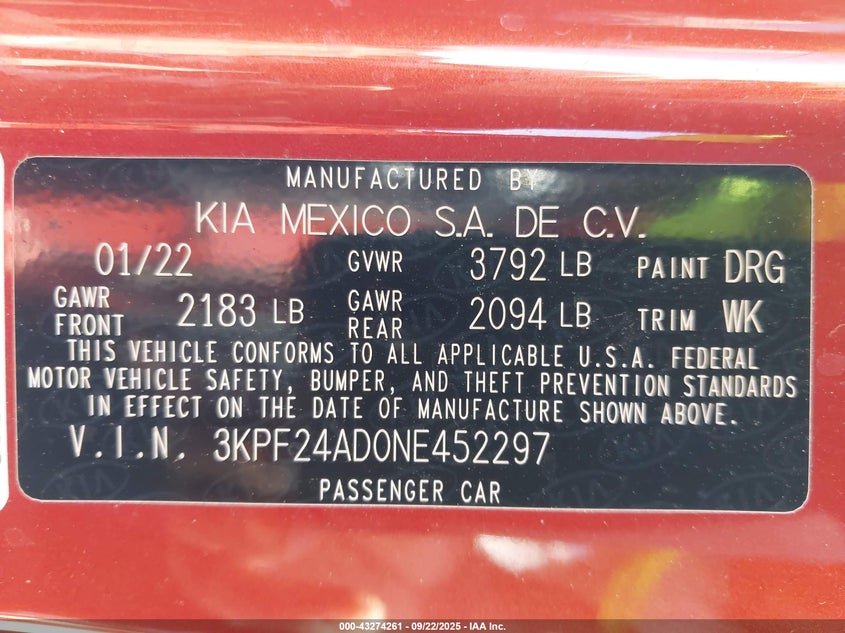 MANUFACTURED BY
KIA MEXICO S.A. DE C.V.
01/22 GVWR 3792 LB PAINT DRG
GAWR FRONT 2183 LB GAWR REAR 2094 LB TRIM WK
THIS VEHICLE CONFORMS TO ALL APPLICABLE U.S.A. FEDERAL
MOTOR VEHICLE SAFETY, BUMPER, AND THEFT PREVENTION STANDARDS
IN EFFECT ON THE DATE OF MANUFACTURE SHOWN ABOVE.
V.I.N. 3KPF24AD0NE452297
PASSENGER CAR
000-43274261 - 09/22/2025 - IAA Inc.